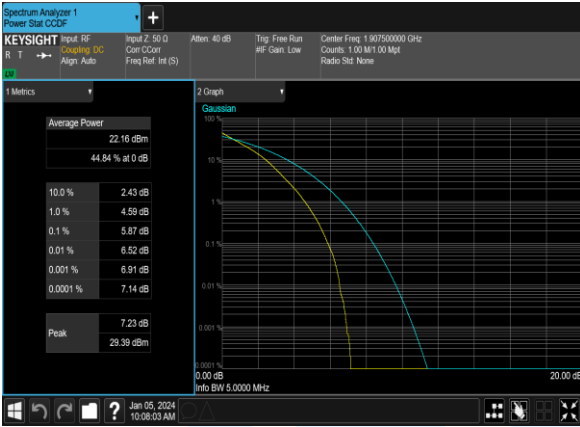 Spectrum Analyzer 1
Power Stat CCDF
KEYSIGHT
R T
LV
Input: RF
Coupling: DC
Align: Auto
Input Z: 50 Ω
Corr CCorr
Freq Ref: Int (S)
Atten: 40 dB
Trig: Free Run
#IF Gain: Low
Center Freq: 1.907500000 GHz
Counts: 1.00 M/1.00 Mpt
Radio Std: None
1 Metrics
Average Power
22.16 dBm
44.84 % at 0 dB
10.0 % 2.43 dB
1.0 % 4.59 dB
0.1 % 5.87 dB
0.01 % 6.52 dB
0.001 % 6.91 dB
0.0001 % 7.14 dB
Peak
7.23 dB
29.39 dBm
2 Graph
Gaussian
100 %
10 %
1 %
0.1 %
0.01 %
0.001 %
0.0001 %
0.00 dB 20.00 dB
Info BW 5.0000 MHz
Jan 05, 2024
10:08:03 AM